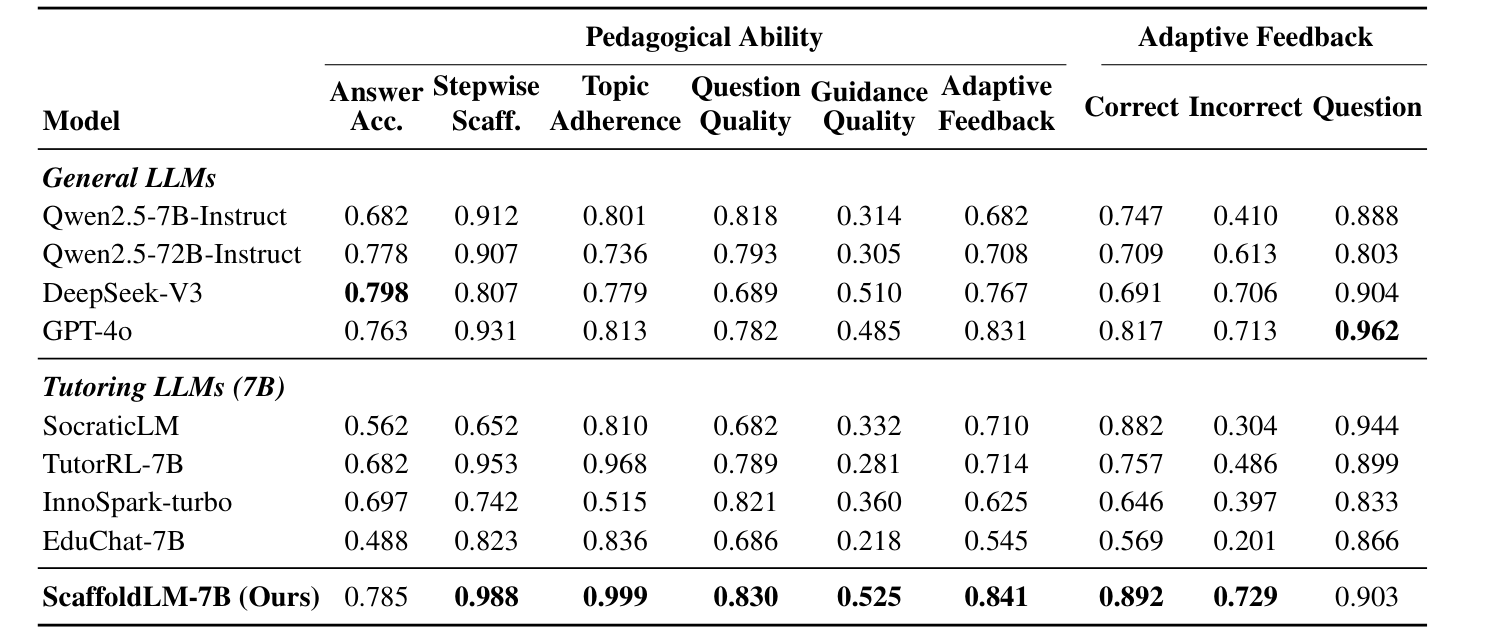 Pedagogical Ability Adaptive Feedback
Model Answer Acc. Stepwise Scaff. Topic Adherence Question Quality Guidance Quality Adaptive Feedback Correct Incorrect Question
General LLMs
Qwen2.5-7B-Instruct 0.682 0.912 0.801 0.818 0.314 0.682 0.747 0.410 0.888
Qwen2.5-72B-Instruct 0.778 0.907 0.736 0.793 0.305 0.708 0.709 0.613 0.803
DeepSeek-V3 0.798 0.807 0.779 0.689 0.510 0.767 0.691 0.706 0.904
GPT-4o 0.763 0.931 0.813 0.782 0.485 0.831 0.817 0.713 0.962
Tutoring LLMs (7B)
SocraticLM 0.562 0.652 0.810 0.682 0.332 0.710 0.882 0.304 0.944
TutorRL-7B 0.682 0.953 0.968 0.789 0.281 0.714 0.757 0.486 0.899
InnoSpark-turbo 0.697 0.742 0.515 0.821 0.360 0.625 0.646 0.397 0.833
EduChat-7B 0.488 0.823 0.836 0.686 0.218 0.545 0.569 0.201 0.866
ScaffoldLM-7B (Ours) 0.785 0.988 0.999 0.830 0.525 0.841 0.892 0.729 0.903